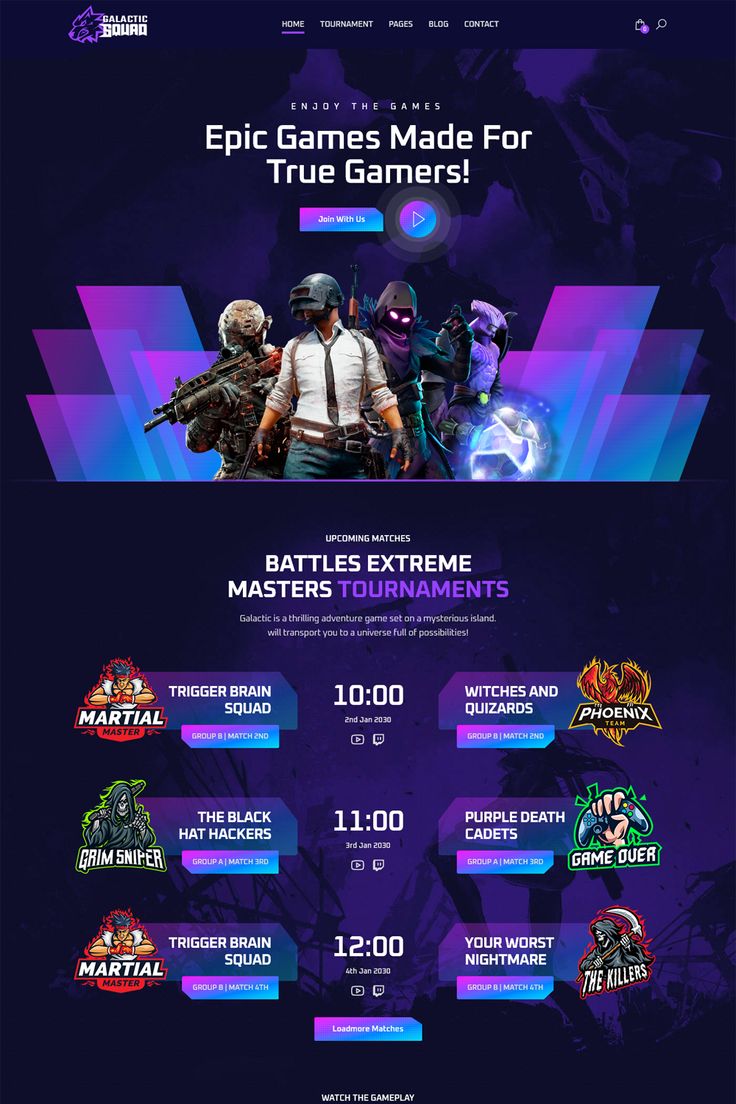 GALACTIC
SQUAD
HOME TOURNAMENT PAGES BLOG CONTACT
0
ENJOY THE GAMES
Epic Games Made For
True Gamers!
Join With Us
UPCOMING MATCHES
BATTLES EXTREME
MASTERS TOURNAMENTS
Galactic is a thrilling adventure game set on a mysterious island.
will transport you to a universe full of possibilities!
MARTIAL
MASTER
TRIGGER BRAIN
SQUAD
GROUP B | MATCH 2ND
10:00
2nd Jan 2030
WITCHES AND
QUIZARDS
GROUP B | MATCH 2ND
PHOENIX
TEAM
GRIM SNIPER
THE BLACK
HAT HACKERS
GROUP A | MATCH 3RD
11:00
3rd Jan 2030
PURPLE DEATH
CADETS
GROUP A | MATCH 3RD
GAME OVER
MARTIAL
MASTER
TRIGGER BRAIN
SQUAD
GROUP B | MATCH 4TH
12:00
4th Jan 2030
YOUR WORST
NIGHTMARE
GROUP B | MATCH 4TH
THE KILLERS
Loadmore Matches
WATCH THE GAMEPLAY